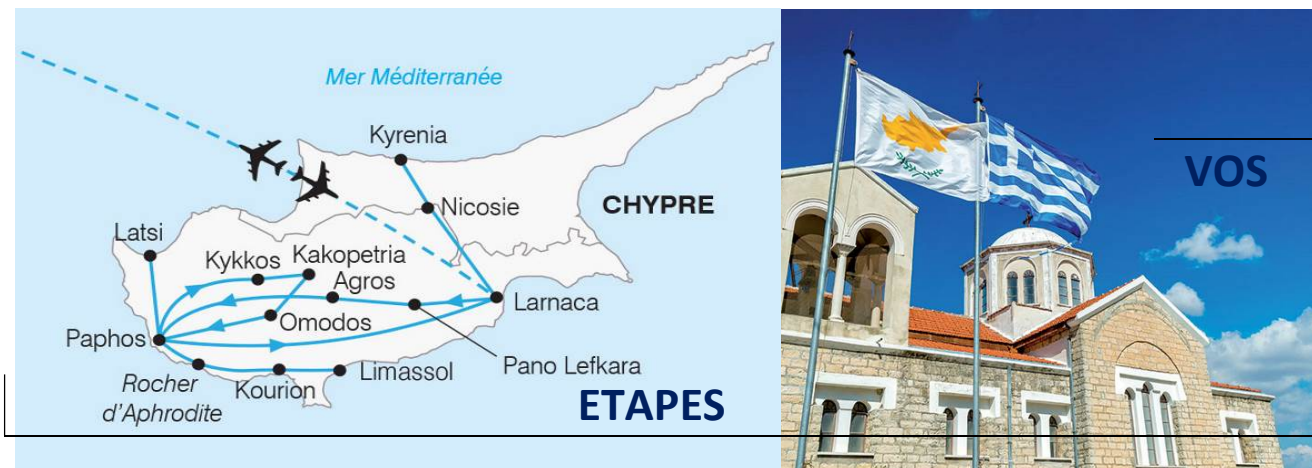 Mer Méditerranée
Kyrenia
Nicosie
CHYPRE
Latsi
Kykkos
Kakopetria
Agros
Larnaca
Omodos
Paphos
Pano Lefkara
Limassol
Kourion
Rocher
d'Aphrodite
VOS
ETAPES